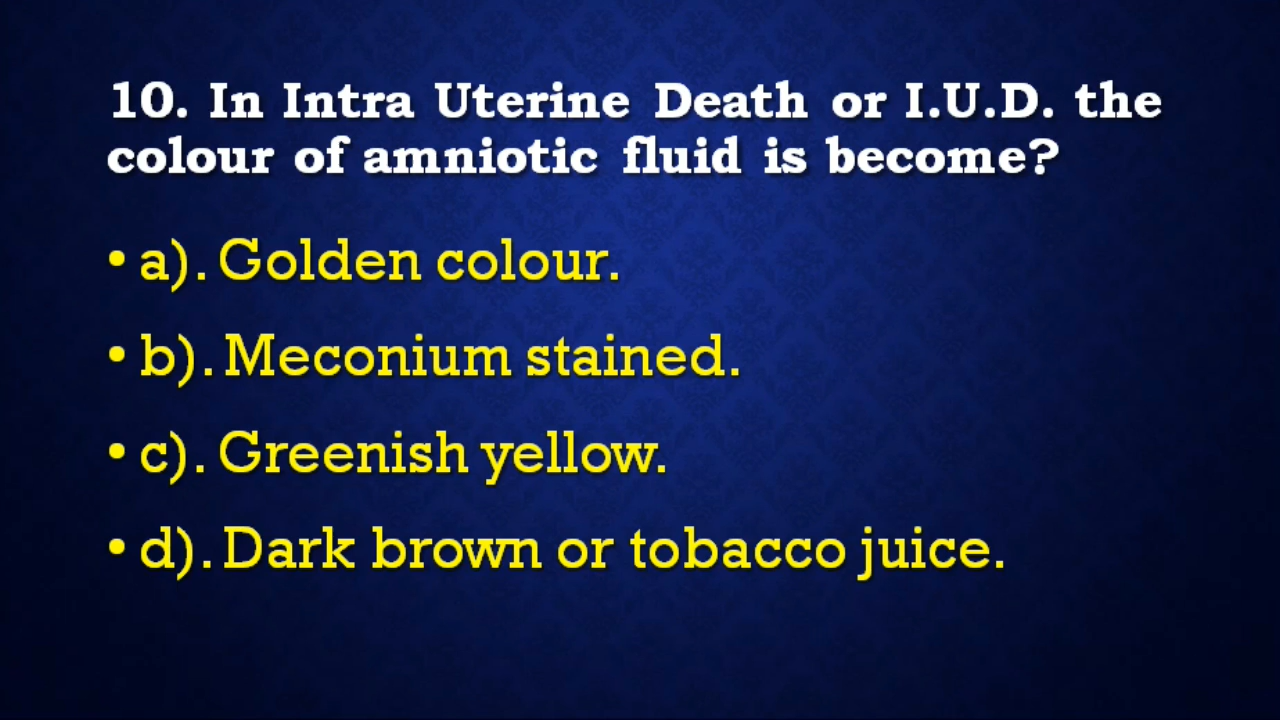 10. In Intra Uterine Death or I.U.D. the
colour of amniotic fluid is become?
• a). Golden colour.
• b). Meconium stained.
• c). Greenish yellow.
• d). Dark brown or tobacco juice.